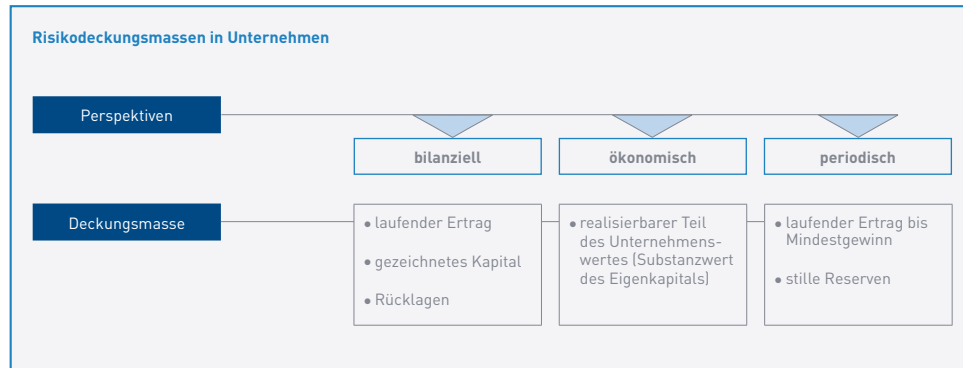 Risikodeckungsmassen in Unternehmen
Perspektiven
bilanziell
ökonomisch
periodisch
Deckungsmasse
• laufender Ertrag
• gezeichnetes Kapital
• Rücklagen
• realisierbarer Teil
des Unternehmens-
wertes (Substanzwert
des Eigenkapitals)
• laufender Ertrag bis
Mindestgewinn
• stille Reserven